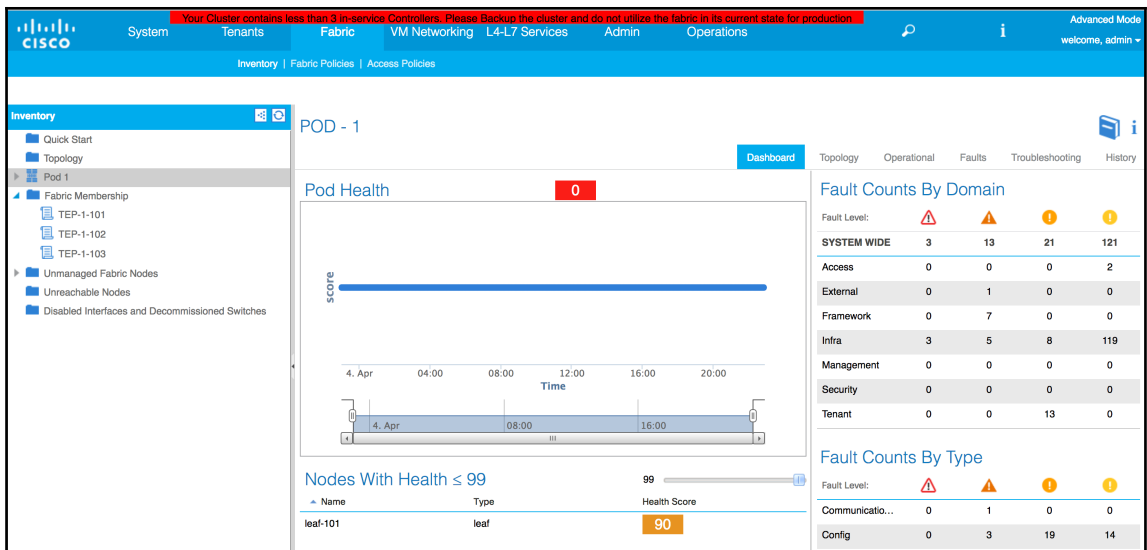 Your Cluster contains less than 3 in-service Controllers. Please Backup the cluster and do not utilize the fabric in its current state for production
CISCO
System Tenants Fabric VM Networking L4-L7 Services Admin Operations i Advanced Mode
welcome, admin
Inventory | Fabric Policies | Access Policies
Inventory
Quick Start
Topology
Pod 1
Fabric Membership
TEP-1-101
TEP-1-102
TEP-1-103
Unmanaged Fabric Nodes
Unreachable Nodes
Disabled Interfaces and Decommissioned Switches
POD - 1
i
Dashboard Topology Operational Faults Troubleshooting History
Pod Health 0
score
4. Apr 04:00 08:00 12:00 16:00 20:00
Time
4. Apr 08:00 16:00
Nodes With Health ≤ 99 99
Name Type Health Score
leaf-101 leaf 90
Fault Counts By Domain
Fault Level:
SYSTEM WIDE 3 13 21 121
Access 0 0 0 2
External 0 1 0 0
Framework 0 7 0 0
Infra 3 5 8 119
Management 0 0 0 0
Security 0 0 0 0
Tenant 0 0 13 0
Fault Counts By Type
Fault Level:
Communicatio... 0 1 0 0
Config 0 3 19 14